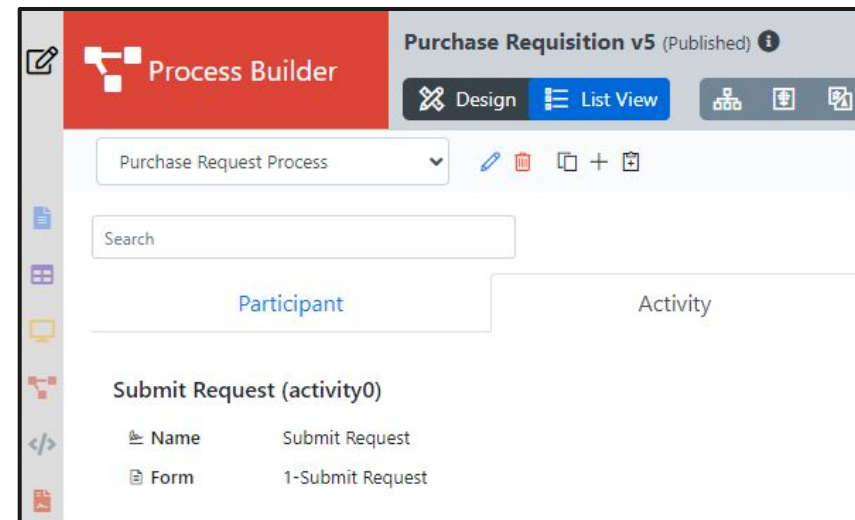 Process Builder
Purchase Requisition v5 (Published)
Design List View
Purchase Request Process
Search
Participant Activity
Submit Request (activity0)
Name Submit Request
Form 1-Submit Request